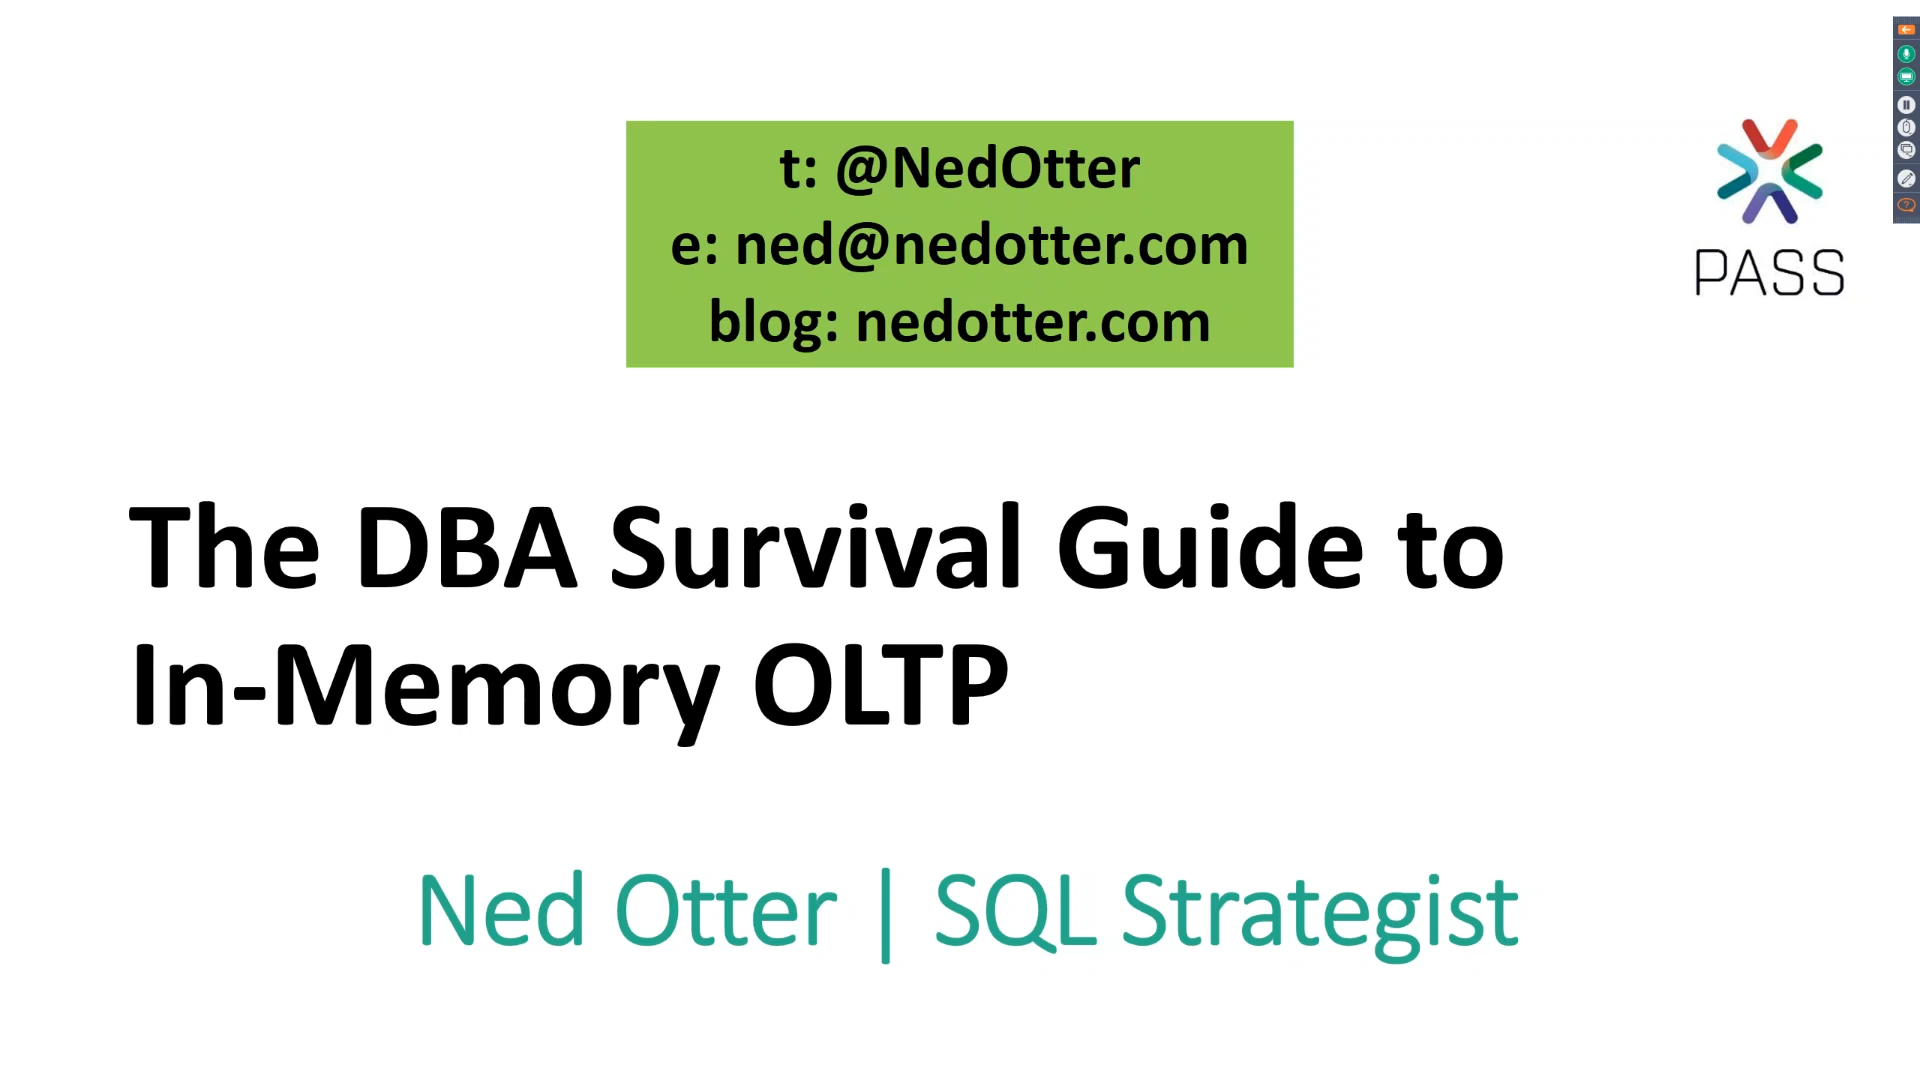 t: @NedOtter
e: ned@nedotter.com
blog: nedotter.com
PASS
The DBA Survival Guide to
In-Memory OLTP
Ned Otter | SQL Strategist